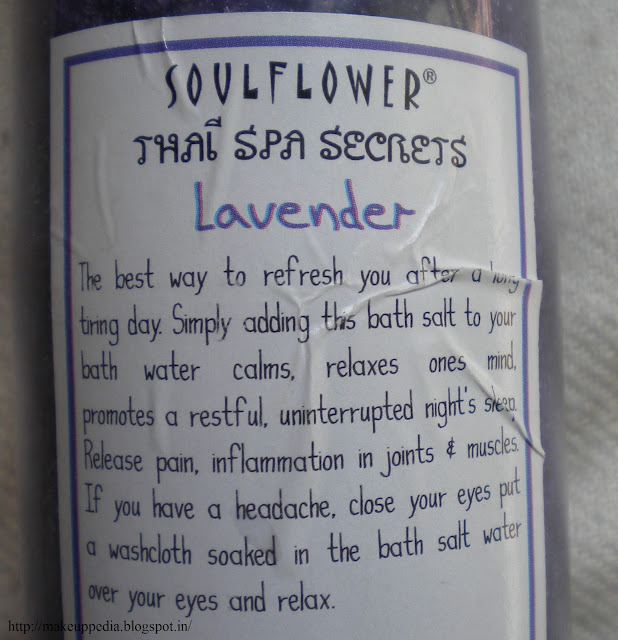 SOULFLOWER®
THAI SPA SECRETS
Lavender
The best way to refresh you after a long
tiring day. Simply adding this bath salt to your
bath water calms, relaxes ones mind,
promotes a restful, uninterrupted night's sleep.
Release pain, inflammation in joints & muscles.
If you have a headache, close your eyes put
a washcloth soaked in the bath salt water
over your eyes and relax.
http://makeuppedia.blogspot.in/